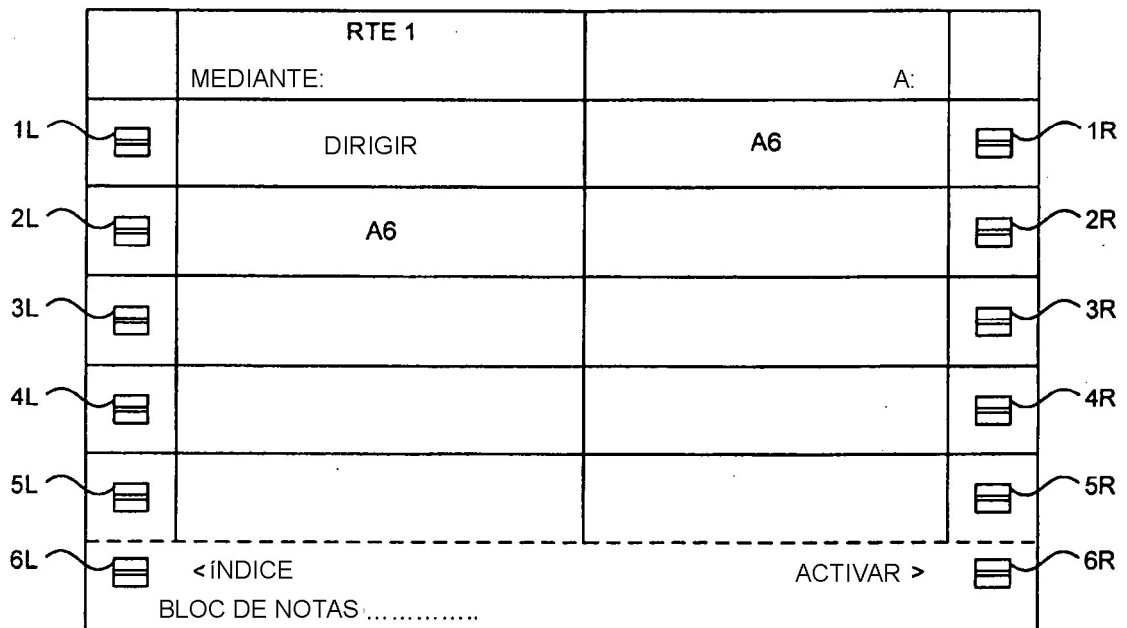 RTE 1
MEDIANTE: A:
1L DIRIGIR A6 1R
2L A6 2R
3L 3R
4L 4R
5L 5R
6L <íNDICE ACTIVAR > 6R
BLOC DE NOTAS ..............